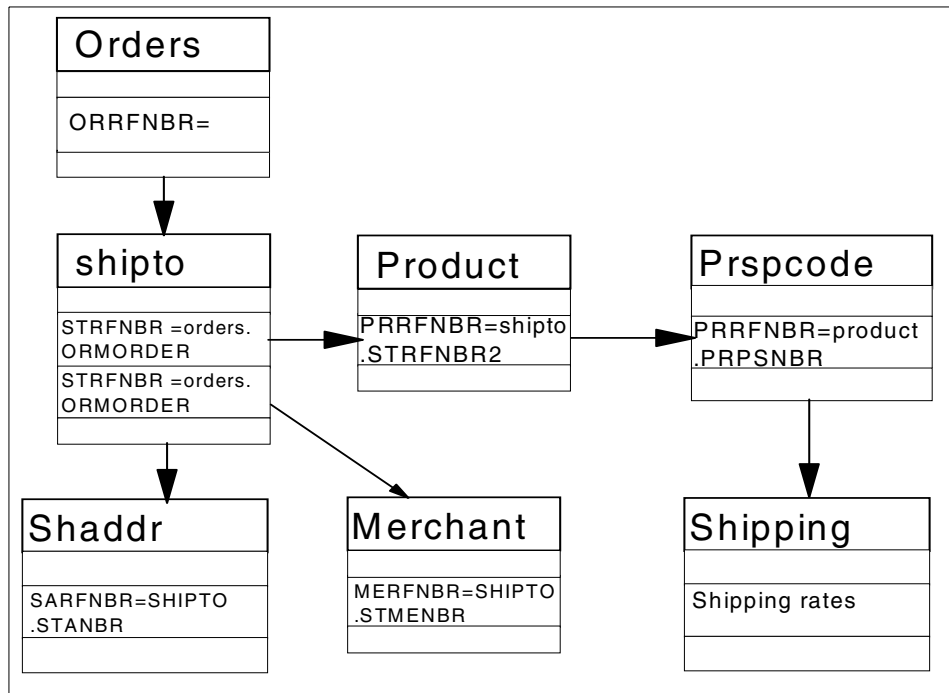 Orders
ORRFNBR=
shipto
STRFNBR =orders.
ORMORDER
STRFNBR =orders.
ORMORDER
Product
PRRFNBR=shipto
.STRFNBR2
Prspcode
PRRFNBR=product
.PRPSNBR
Shaddr
SARFNBR=SHIPTO
.STANBR
Merchant
MERFNBR=SHIPTO
.STMENBR
Shipping
Shipping rates